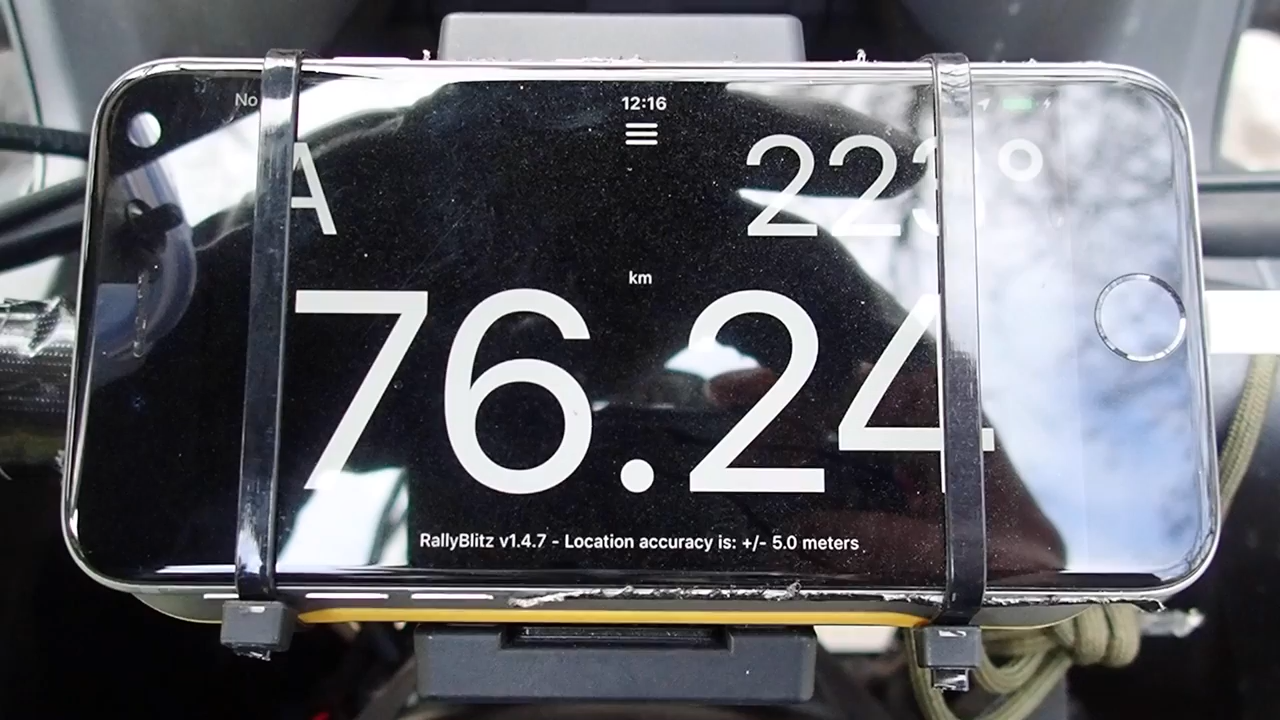 No
12:16
A
223°
km
76.24
RallyBlitz v1.4.7 - Location accuracy is: +/- 5.0 meters